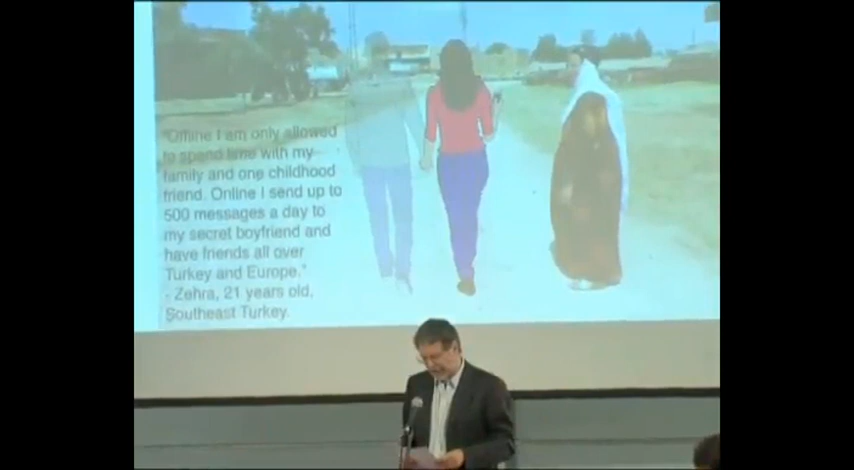 "Offline I am only allowed
to spend time with my
family and one childhood
friend. Online I send up to
500 messages a day to
my secret boyfriend and
have friends all over
Turkey and Europe."
- Zehra, 21 years old,
Southeast Turkey.